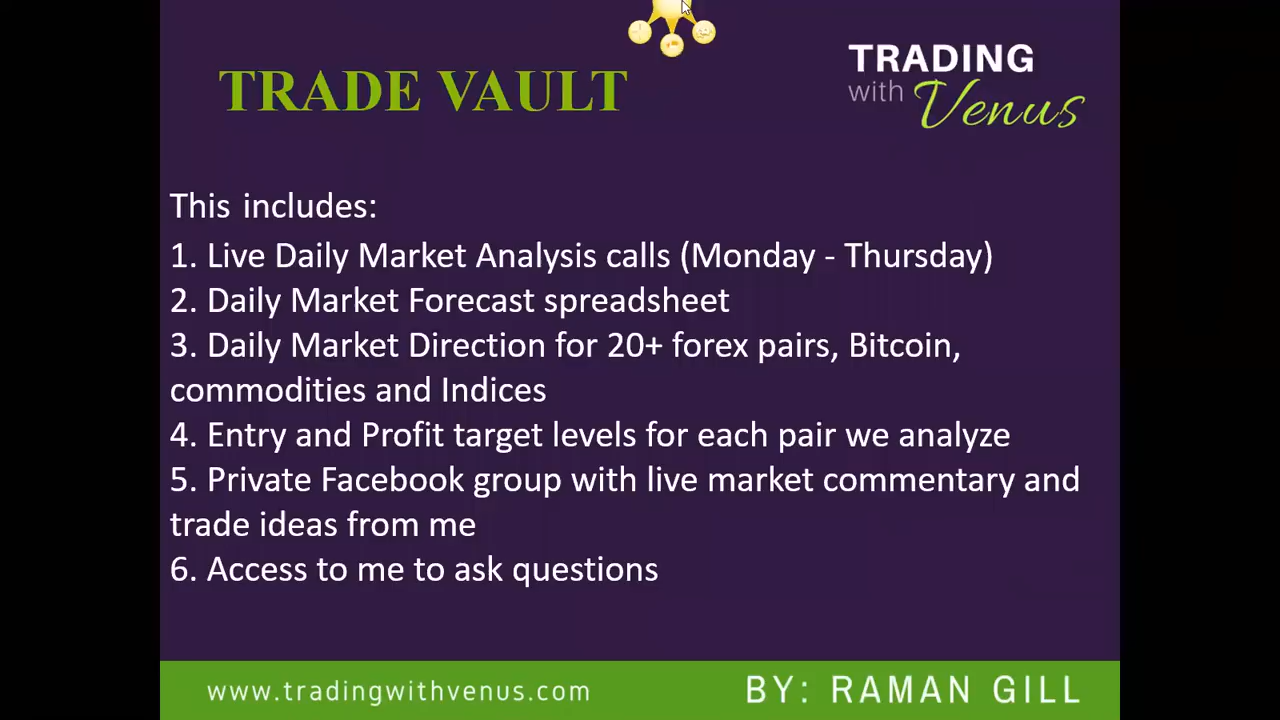 TRADE VAULT
TRADING
with Venus
This includes:
1. Live Daily Market Analysis calls (Monday - Thursday)
2. Daily Market Forecast spreadsheet
3. Daily Market Direction for 20+ forex pairs, Bitcoin,
commodities and Indices
4. Entry and Profit target levels for each pair we analyze
5. Private Facebook group with live market commentary and
trade ideas from me
6. Access to me to ask questions
www.tradingwithvenus.com
BY: RAMAN GILL